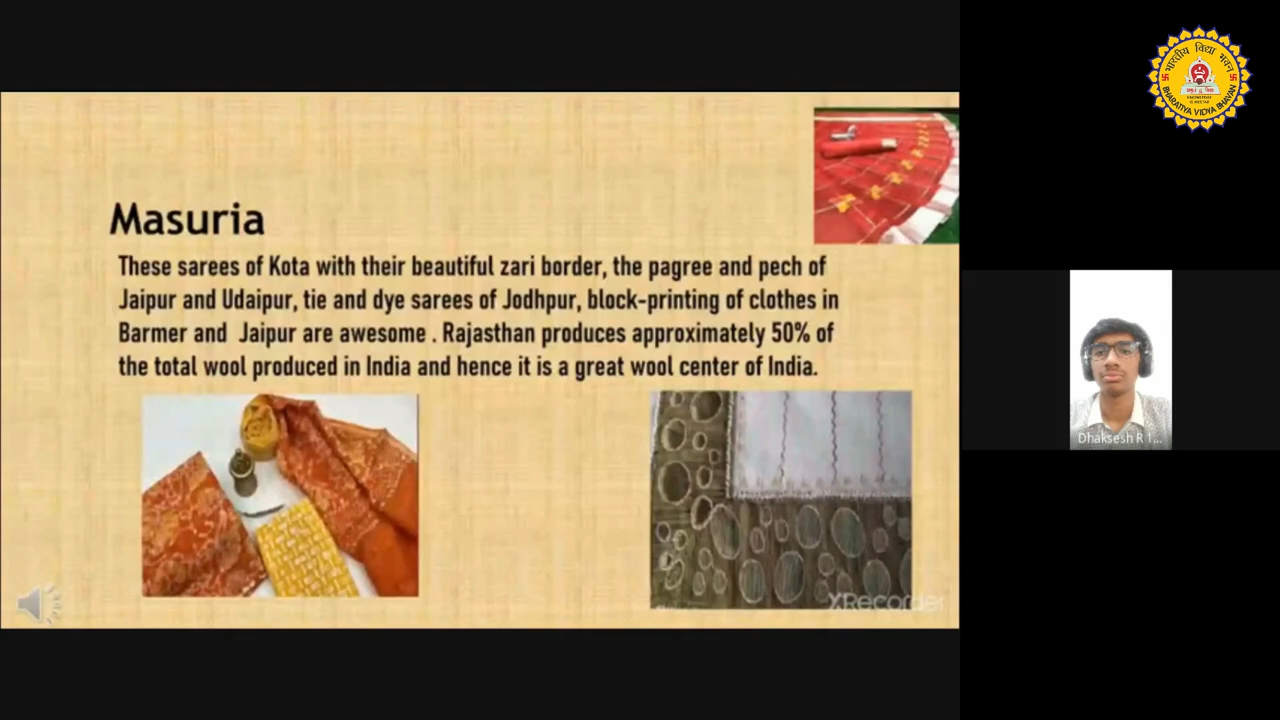 Masuria
These sarees of Kota with their beautiful zari border, the pagree and pech of
Jaipur and Udaipur, tie and dye sarees of Jodhpur, block-printing of clothes in
Barmer and Jaipur are awesome . Rajasthan produces approximately 50% of
the total wool produced in India and hence it is a great wool center of India.
XRecorder
भारतीय विद्या भवन
BHARATIYA VIDYA BHAVAN
Dhaksesh R 1...